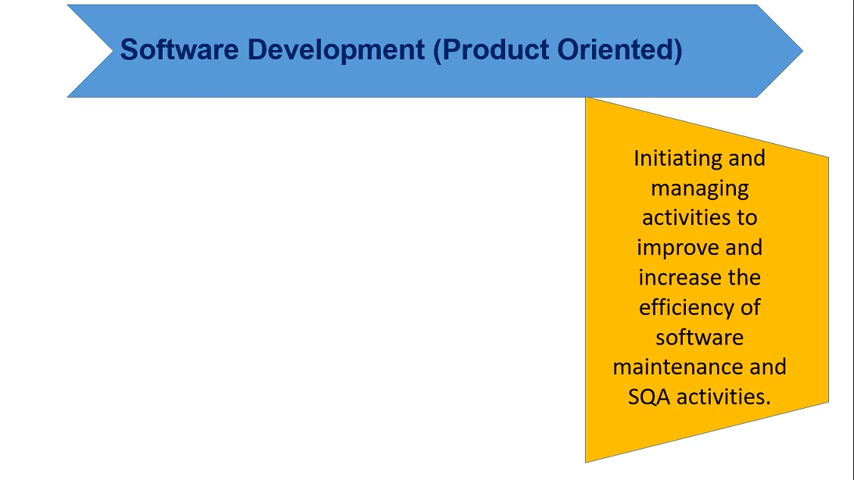 Software Development (Product Oriented)
Initiating and
managing
activities to
improve and
increase the
efficiency of
software
maintenance and
SQA activities.